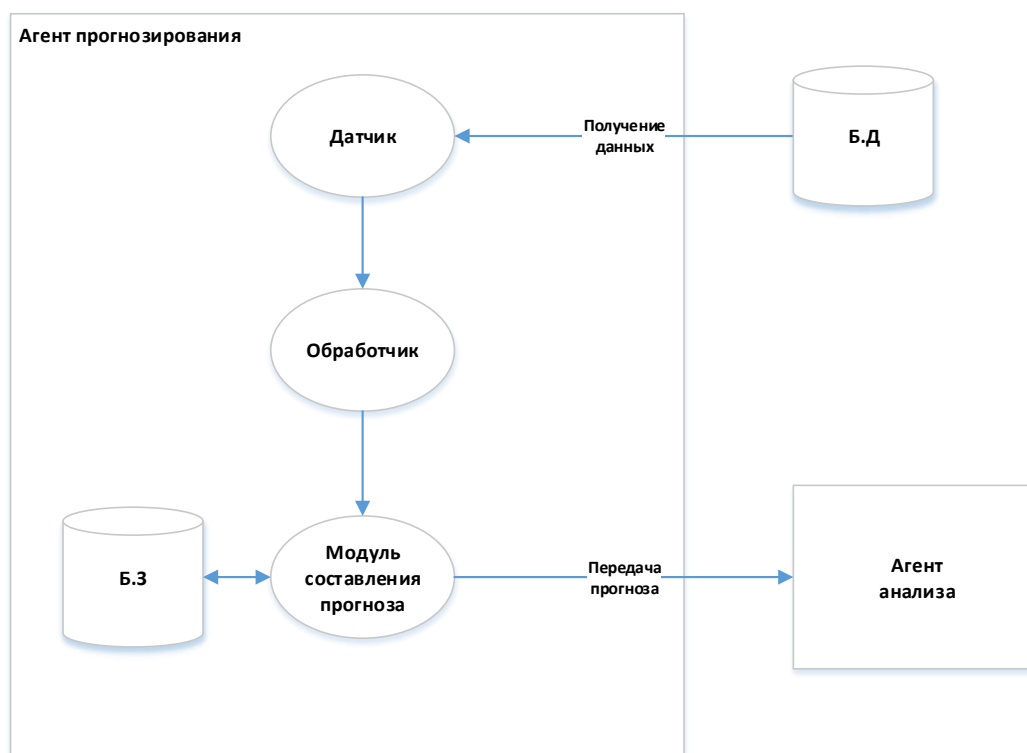 Агент прогнозирования
Датчик
Получение
данных
Б.Д
Обработчик
Б.З
Модуль
составления
прогноза
Передача
прогноза
Агент
анализа